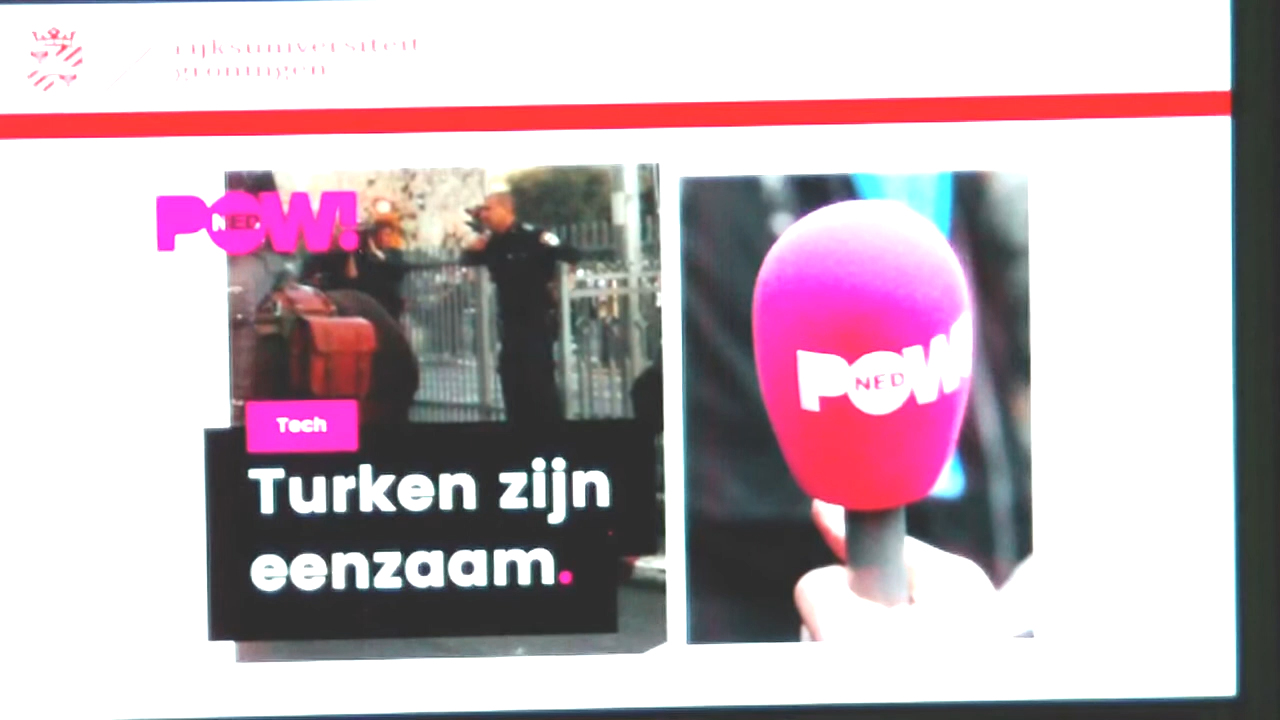 rijksuniversiteit
groningen
POW!
NED
Tech
Turken zijn
eenzaam.
POW
NED